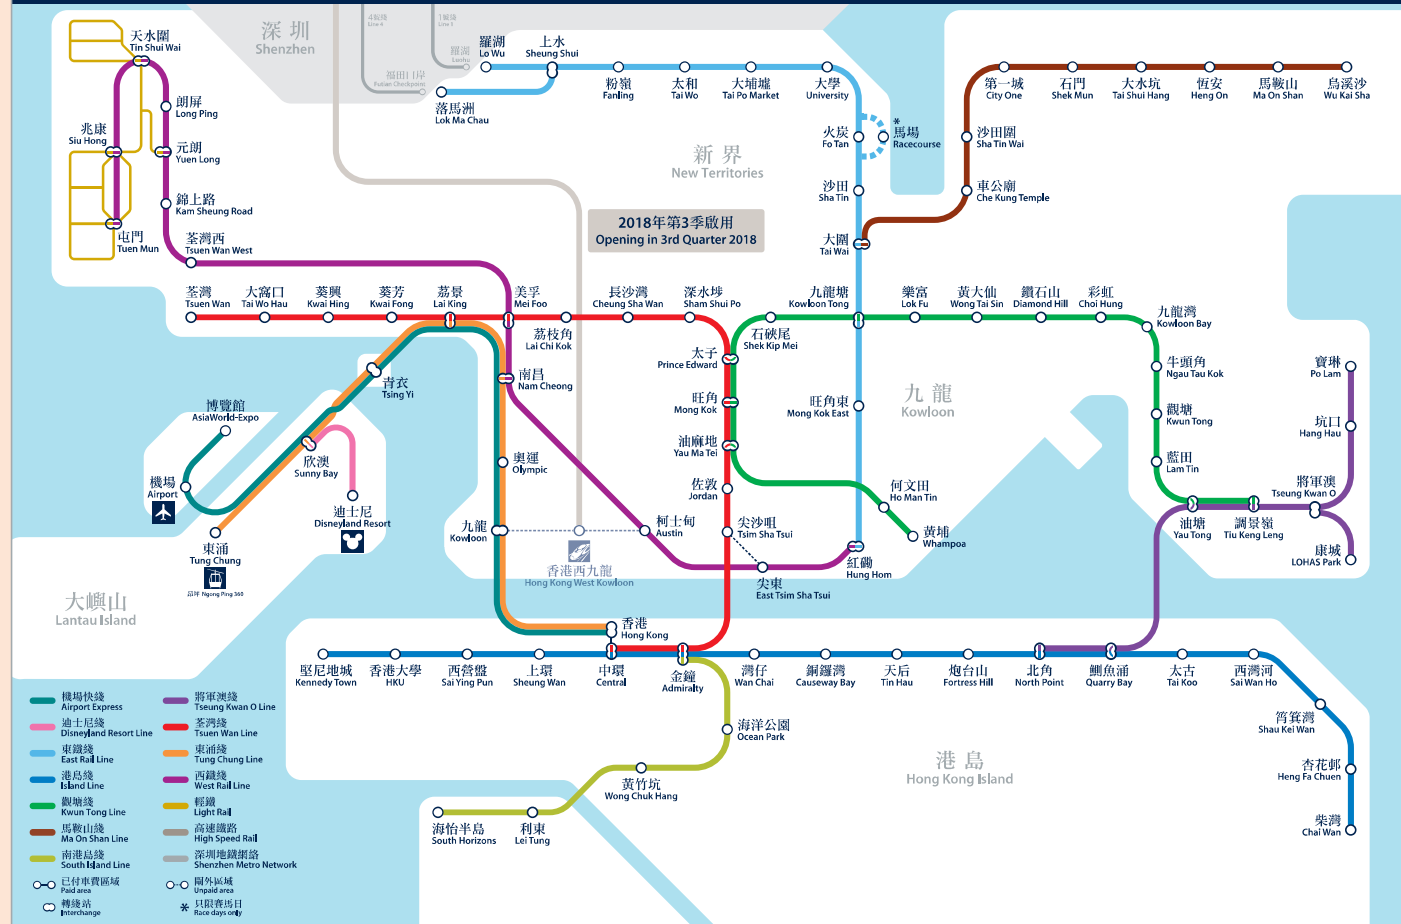 深圳
Shenzhen
4號綫
Line 4
1號綫
Line 1
羅湖
Luohu
福田口岸
Futian Checkpoint
天水圍
Tin Shui Wai
朗屏
Long Ping
兆康
Siu Hong
元朗
Yuen Long
錦上路
Kam Sheung Road
屯門
Tuen Mun
荃灣西
Tsuen Wan West
羅湖
Lo Wu
上水
Sheung Shui
落馬洲
Lok Ma Chau
粉嶺
Fanling
太和
Tai Wo
大埔墟
Tai Po Market
大學
University
火炭
Fo Tan
*
馬場
Racecourse
沙田
Sha Tin
大圍
Tai Wai
第一城
City One
石門
Shek Mun
大水坑
Tai Shui Hang
恆安
Heng On
馬鞍山
Ma On Shan
烏溪沙
Wu Kai Sha
沙田圍
Sha Tin Wai
車公廟
Che Kung Temple
新界
New Territories
2018年第3季啟用
Opening in 3rd Quarter 2018
荃灣
Tsuen Wan
大窩口
Tai Wo Hau
葵興
Kwai Hing
葵芳
Kwai Fong
荔景
Lai King
美孚
Mei Foo
荔枝角
Lai Chi Kok
長沙灣
Cheung Sha Wan
深水埗
Sham Shui Po
石硤尾
Shek Kip Mei
九龍塘
Kowloon Tong
樂富
Lok Fu
黃大仙
Wong Tai Sin
鑽石山
Diamond Hill
彩虹
Choi Hung
九龍灣
Kowloon Bay
牛頭角
Ngau Tau Kok
觀塘
Kwun Tong
藍田
Lam Tin
油塘
Yau Tong
調景嶺
Tiu Keng Leng
將軍澳
Tseung Kwan O
坑口
Hang Hau
寶琳
Po Lam
康城
LOHAS Park
太子
Prince Edward
旺角
Mong Kok
油麻地
Yau Ma Tei
佐敦
Jordan
尖沙咀
Tsim Sha Tsui
旺角東
Mong Kok East
九龍
Kowloon
何文田
Ho Man Tin
黃埔
Whampoa
紅磡
Hung Hom
尖東
East Tsim Sha Tsui
柯士甸
Austin
南昌
Nam Cheong
奧運
Olympic
九龍
Kowloon
香港西九龍
Hong Kong West Kowloon
青衣
Tsing Yi
博覽館
AsiaWorld-Expo
機場
Airport
欣澳
Sunny Bay
迪士尼
Disneyland Resort
東涌
Tung Chung
昂坪 Ngong Ping 360
大嶼山
Lantau Island
香港
Hong Kong
堅尼地城
Kennedy Town
香港大學
HKU
西營盤
Sai Ying Pun
上環
Sheung Wan
中環
Central
金鐘
Admiralty
灣仔
Wan Chai
銅鑼灣
Causeway Bay
天后
Tin Hau
炮台山
Fortress Hill
北角
North Point
鰂魚涌
Quarry Bay
太古
Tai Koo
西灣河
Sai Wan Ho
筲箕灣
Shau Kei Wan
杏花邨
Heng Fa Chuen
柴灣
Chai Wan
海洋公園
Ocean Park
黃竹坑
Wong Chuk Hang
利東
Lei Tung
海怡半島
South Horizons
港島
Hong Kong Island
機場快綫
Airport Express
迪士尼綫
Disneyland Resort Line
東鐵綫
East Rail Line
港島綫
Island Line
觀塘綫
Kwun Tong Line
馬鞍山綫
Ma On Shan Line
南港島綫
South Island Line
已付車費區域
Paid area
轉綫站
Interchange
將軍澳綫
Tseung Kwan O Line
荃灣綫
Tsuen Wan Line
東涌綫
Tung Chung Line
西鐵綫
West Rail Line
輕鐵
Light Rail
高速鐵路
High Speed Rail
深圳地鐵網絡
Shenzhen Metro Network
閘外區域
Unpaid area
* 只限賽馬日
Race days only